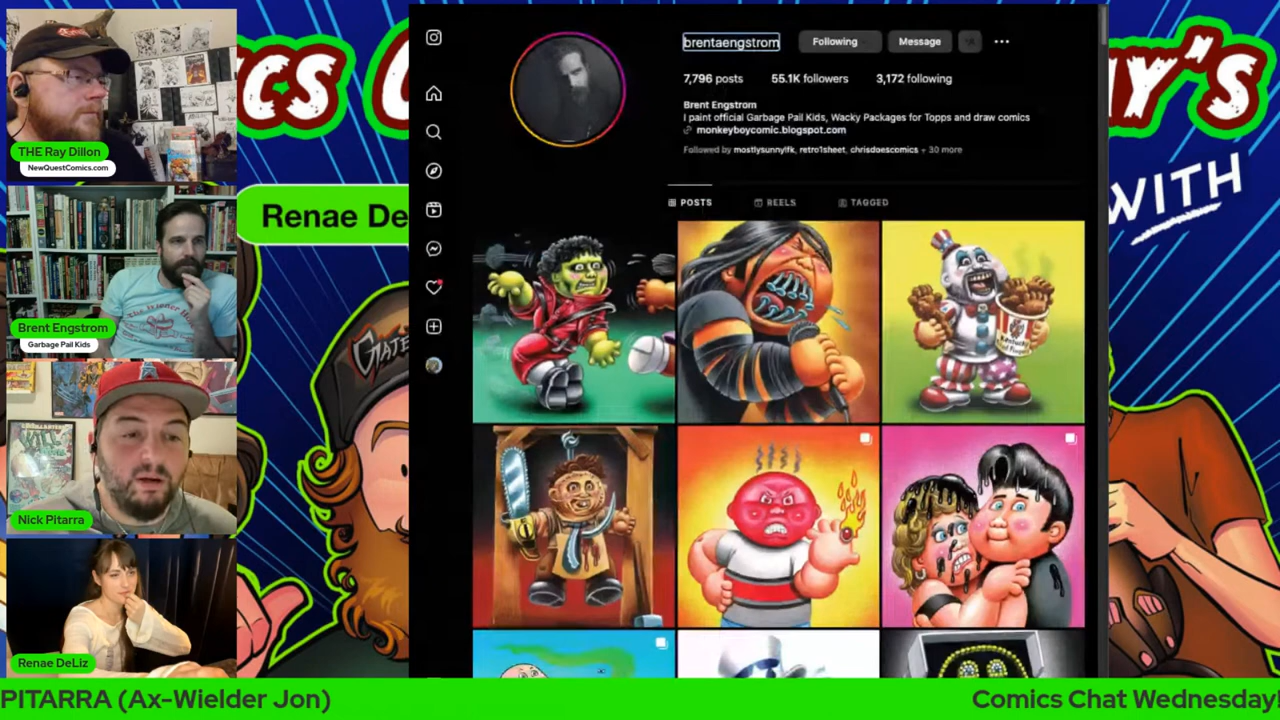 CS
AY'S
WITH
Renae De
THE Ray Dillon
NewQuestComics.com
Brent Engstrom
Garbage Pail Kids
Nick Pitarra
Renae DeLiz
brentaengstrom
Following
Message
7,796 posts
55.1K followers
3,172 following
Brent Engstrom
I paint official Garbage Pail Kids, Wacky Packages for Topps and draw comics
monkeyboycomic.blogspot.com
Followed by mostlysunnylfk, retro1sheet, chrisdoescomics + 30 more
POSTS
REELS
TAGGED
PITARRA (Ax-Wielder Jon)
Comics Chat Wednesday!